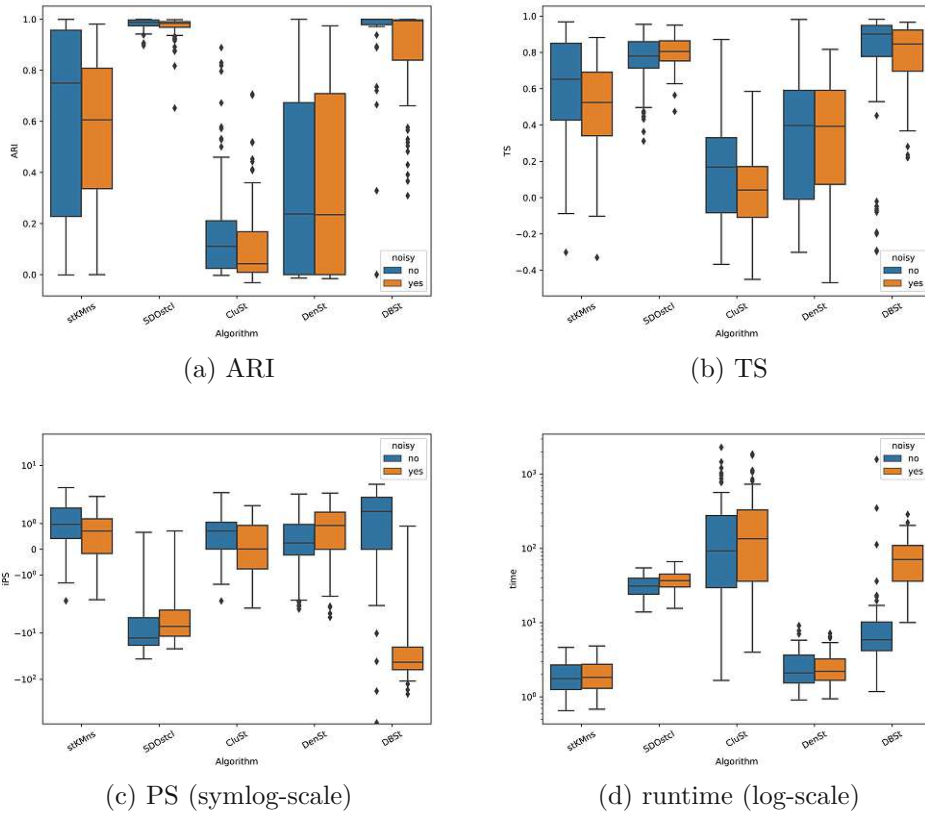 1.0
0.8
0.6
0.4
0.2
0.0
ARI
noisy
no
yes
stKMns
SDOstcl
CluSt
DenSt
DBSt
Algorithm
(a) ARI
1.0
0.8
0.6
0.4
0.2
0.0
−0.2
−0.4
TS
noisy
no
yes
stKMns
SDOstcl
CluSt
DenSt
DBSt
Algorithm
(b) TS
10¹
10⁰
0
−10⁰
−10¹
−10²
iPS
noisy
no
yes
stKMns
SDOstcl
CluSt
DenSt
DBSt
Algorithm
(c) PS (symlog-scale)
10³
10²
10¹
10⁰
time
noisy
no
yes
stKMns
SDOstcl
CluSt
DenSt
DBSt
Algorithm
(d) runtime (log-scale)